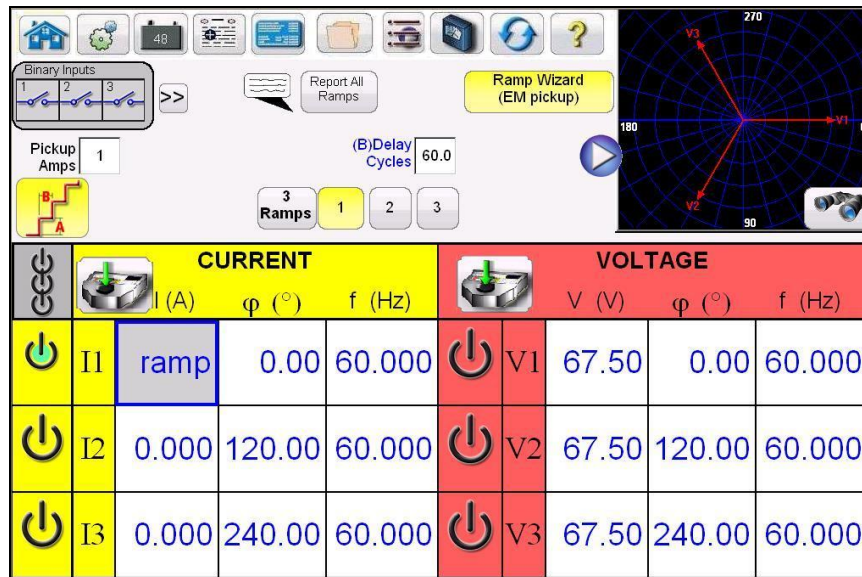 48
Binary Inputs
1 2 3
>>
Report All
Ramps
Ramp Wizard
(EM pickup)
270
V3
180
V1
V2
90
Pickup
Amps
1
(B)Delay
Cycles
60.0
B
A
3
Ramps
1
2
3
CURRENT
I (A) φ (°) f (Hz)
VOLTAGE
V (V) φ (°) f (Hz)
I1 ramp 0.00 60.000 V1 67.50 0.00 60.000
I2 0.000 120.00 60.000 V2 67.50 120.00 60.000
I3 0.000 240.00 60.000 V3 67.50 240.00 60.000